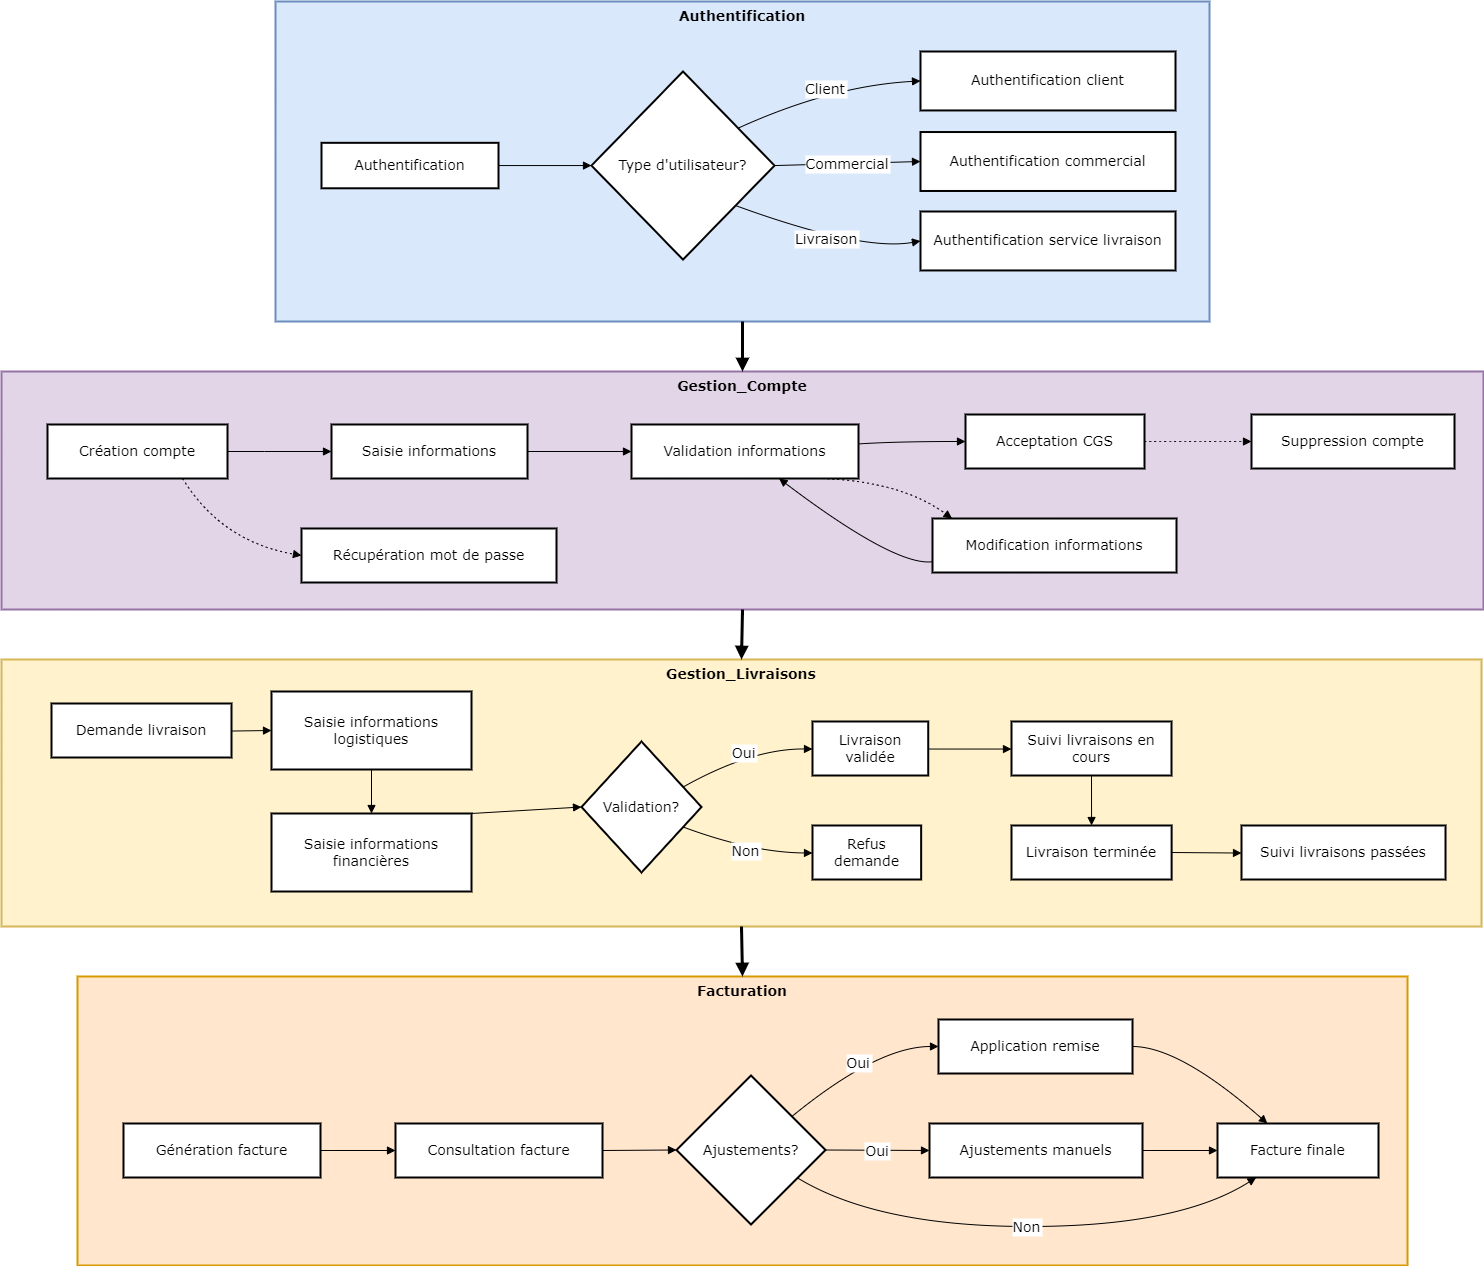 Authentification
Authentification
Type d'utilisateur?
Client
Authentification client
Commercial
Authentification commercial
Livraison
Authentification service livraison
Gestion_Compte
Création compte
Saisie informations
Validation informations
Acceptation CGS
Suppression compte
Récupération mot de passe
Modification informations
Gestion_Livraisons
Demande livraison
Saisie informations
logistiques
Saisie informations
financières
Validation?
Oui
Livraison
validée
Suivi livraisons en
cours
Non
Refus
demande
Livraison terminée
Suivi livraisons passées
Facturation
Génération facture
Consultation facture
Ajustements?
Oui
Application remise
Oui
Ajustements manuels
Facture finale
Non